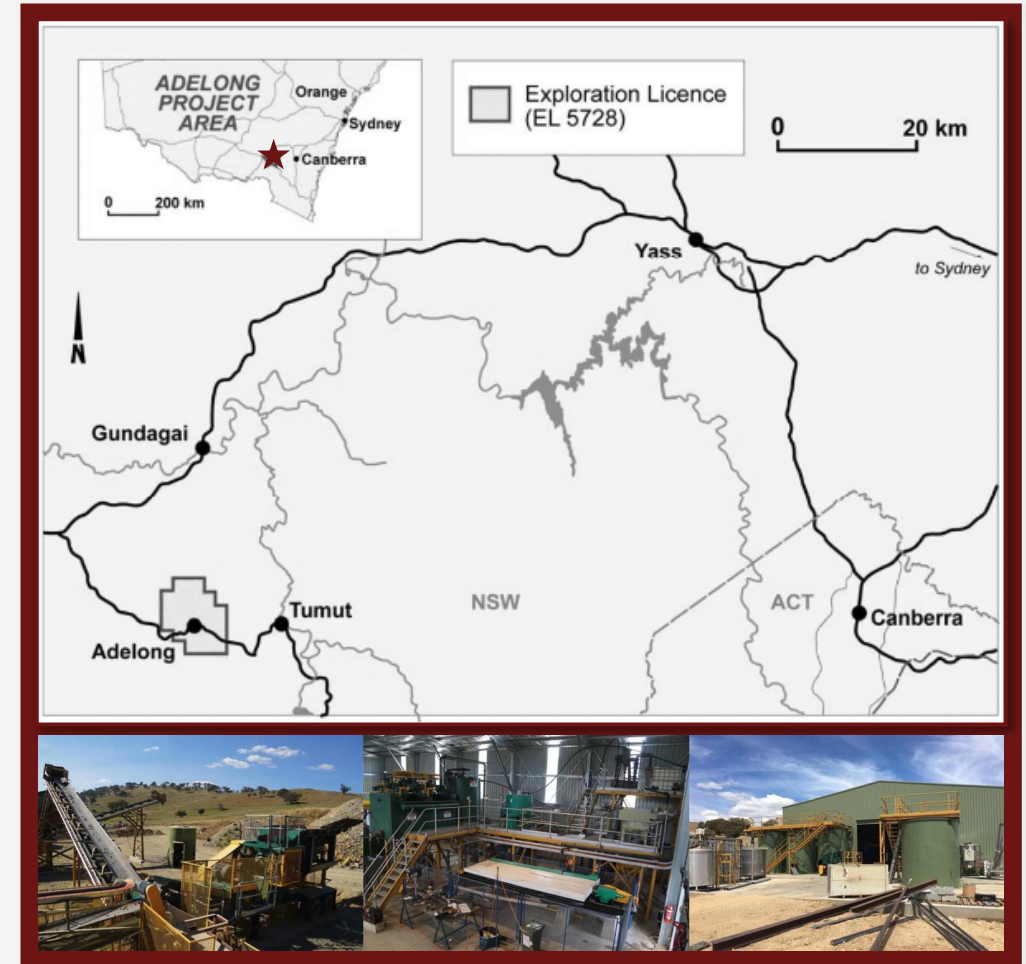 ADELONG
PROJECT
AREA
Orange
Sydney
Canberra
0 200 km
Exploration Licence
(EL 5728)
0 20 km
Yass
to Sydney
N
Gundagai
NSW
ACT
Tumut
Adelong
Canberra